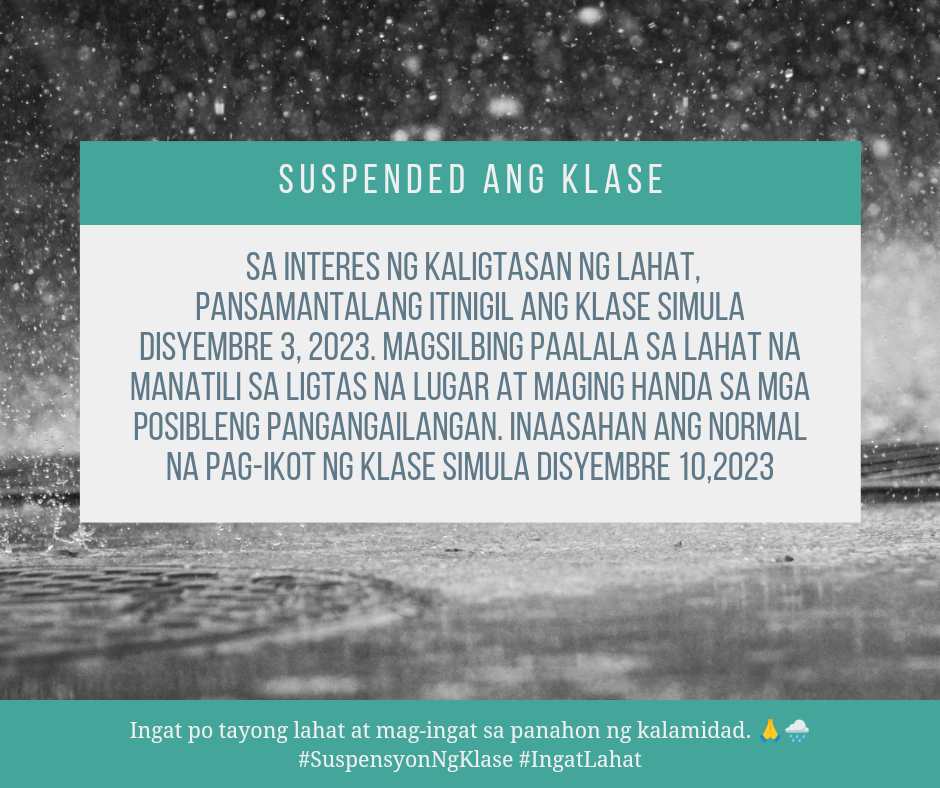 SUSPENDED ANG KLASE
SA INTERES NG KALIGTASAN NG LAHAT,
PANSAMANTALANG ITINIGIL ANG KLASE SIMULA
DISYEMBRE 3, 2023. MAGSILBING PAALALA SA LAHAT NA
MANATILI SA LIGTAS NA LUGAR AT MAGING HANDA SA MGA
POSIBLENG PANGANGAILANGAN. INAASAHAN ANG NORMAL
NA PAG-IKOT NG KLASE SIMULA DISYEMBRE 10,2023
Ingat po tayong lahat at mag-ingat sa panahon ng kalamidad. 🙏🌧️
#SuspensyonNgKlase #IngatLahat